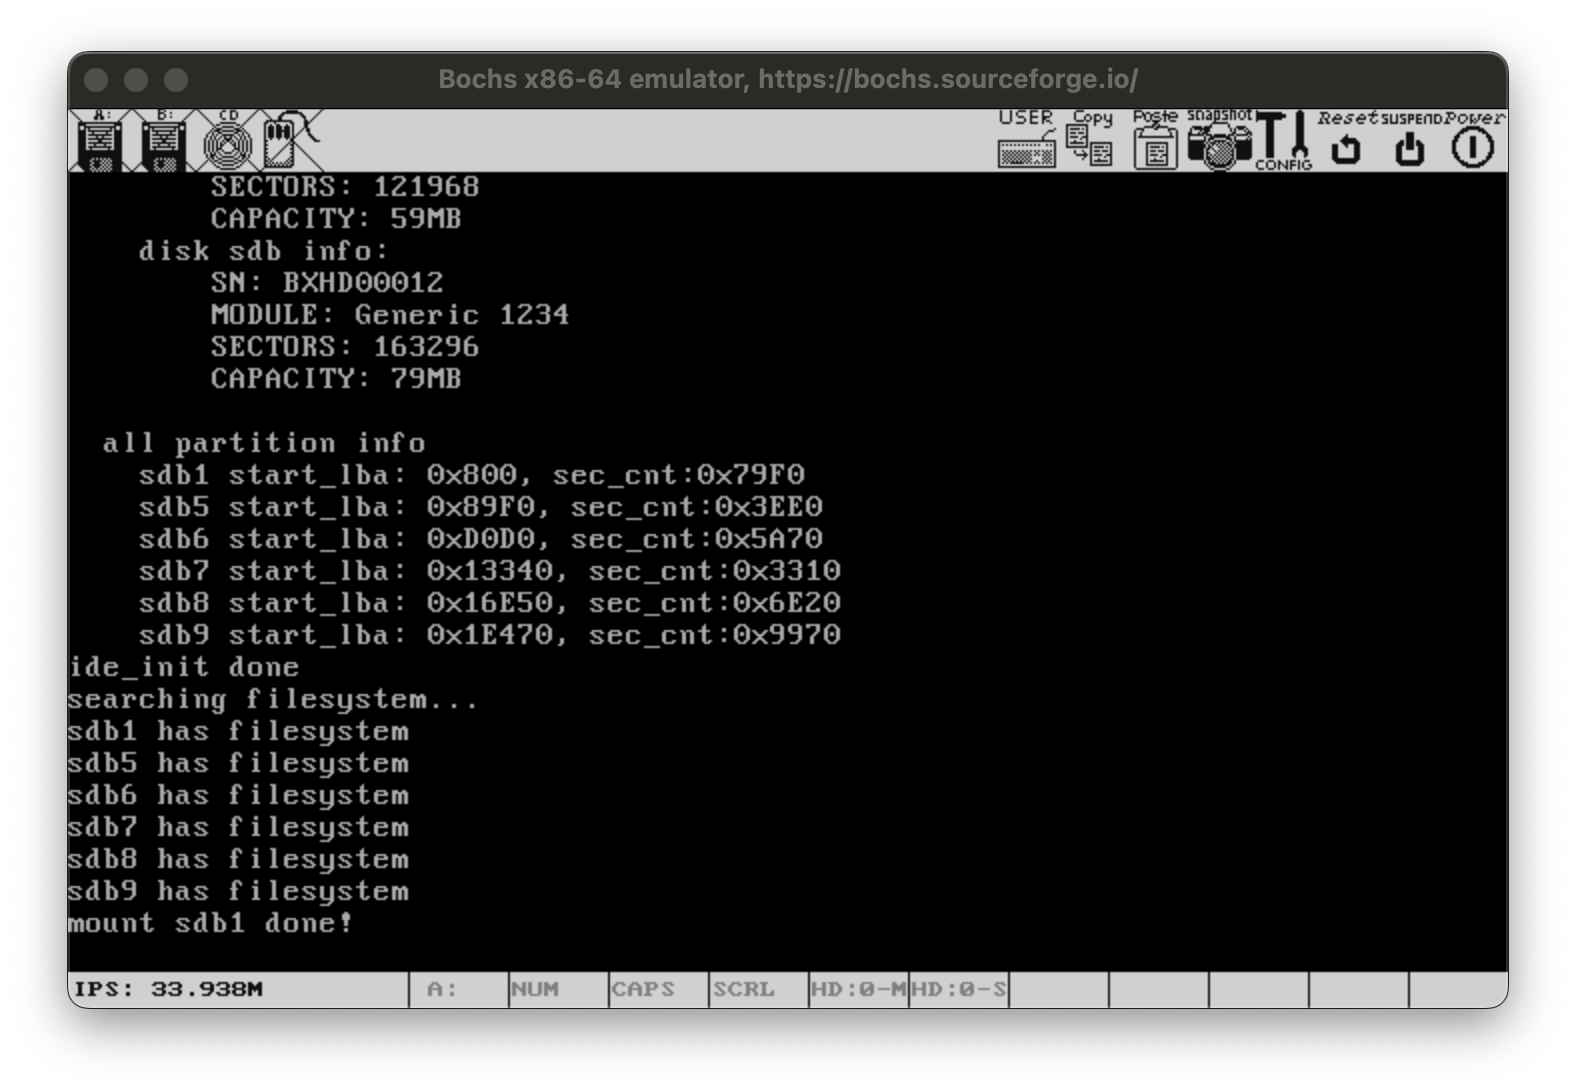 Bochs x86-64 emulator, https://bochs.sourceforge.io/
A: B: CD USER Copy Paste snapshot CONFIG Reset SUSPEND Power
SECTORS: 121968
CAPACITY: 59MB
disk sdb info:
SN: BXHD00012
MODULE: Generic 1234
SECTORS: 163296
CAPACITY: 79MB
all partition info
sdb1 start_lba: 0x800, sec_cnt:0x79F0
sdb5 start_lba: 0x89F0, sec_cnt:0x3EE0
sdb6 start_lba: 0xD0D0, sec_cnt:0x5A70
sdb7 start_lba: 0x13340, sec_cnt:0x3310
sdb8 start_lba: 0x16E50, sec_cnt:0x6E20
sdb9 start_lba: 0x1E470, sec_cnt:0x9970
ide_init done
searching filesystem...
sdb1 has filesystem
sdb5 has filesystem
sdb6 has filesystem
sdb7 has filesystem
sdb8 has filesystem
sdb9 has filesystem
mount sdb1 done!
IPS: 33.938M A: NUM CAPS SCRL HD:0-M HD:0-S